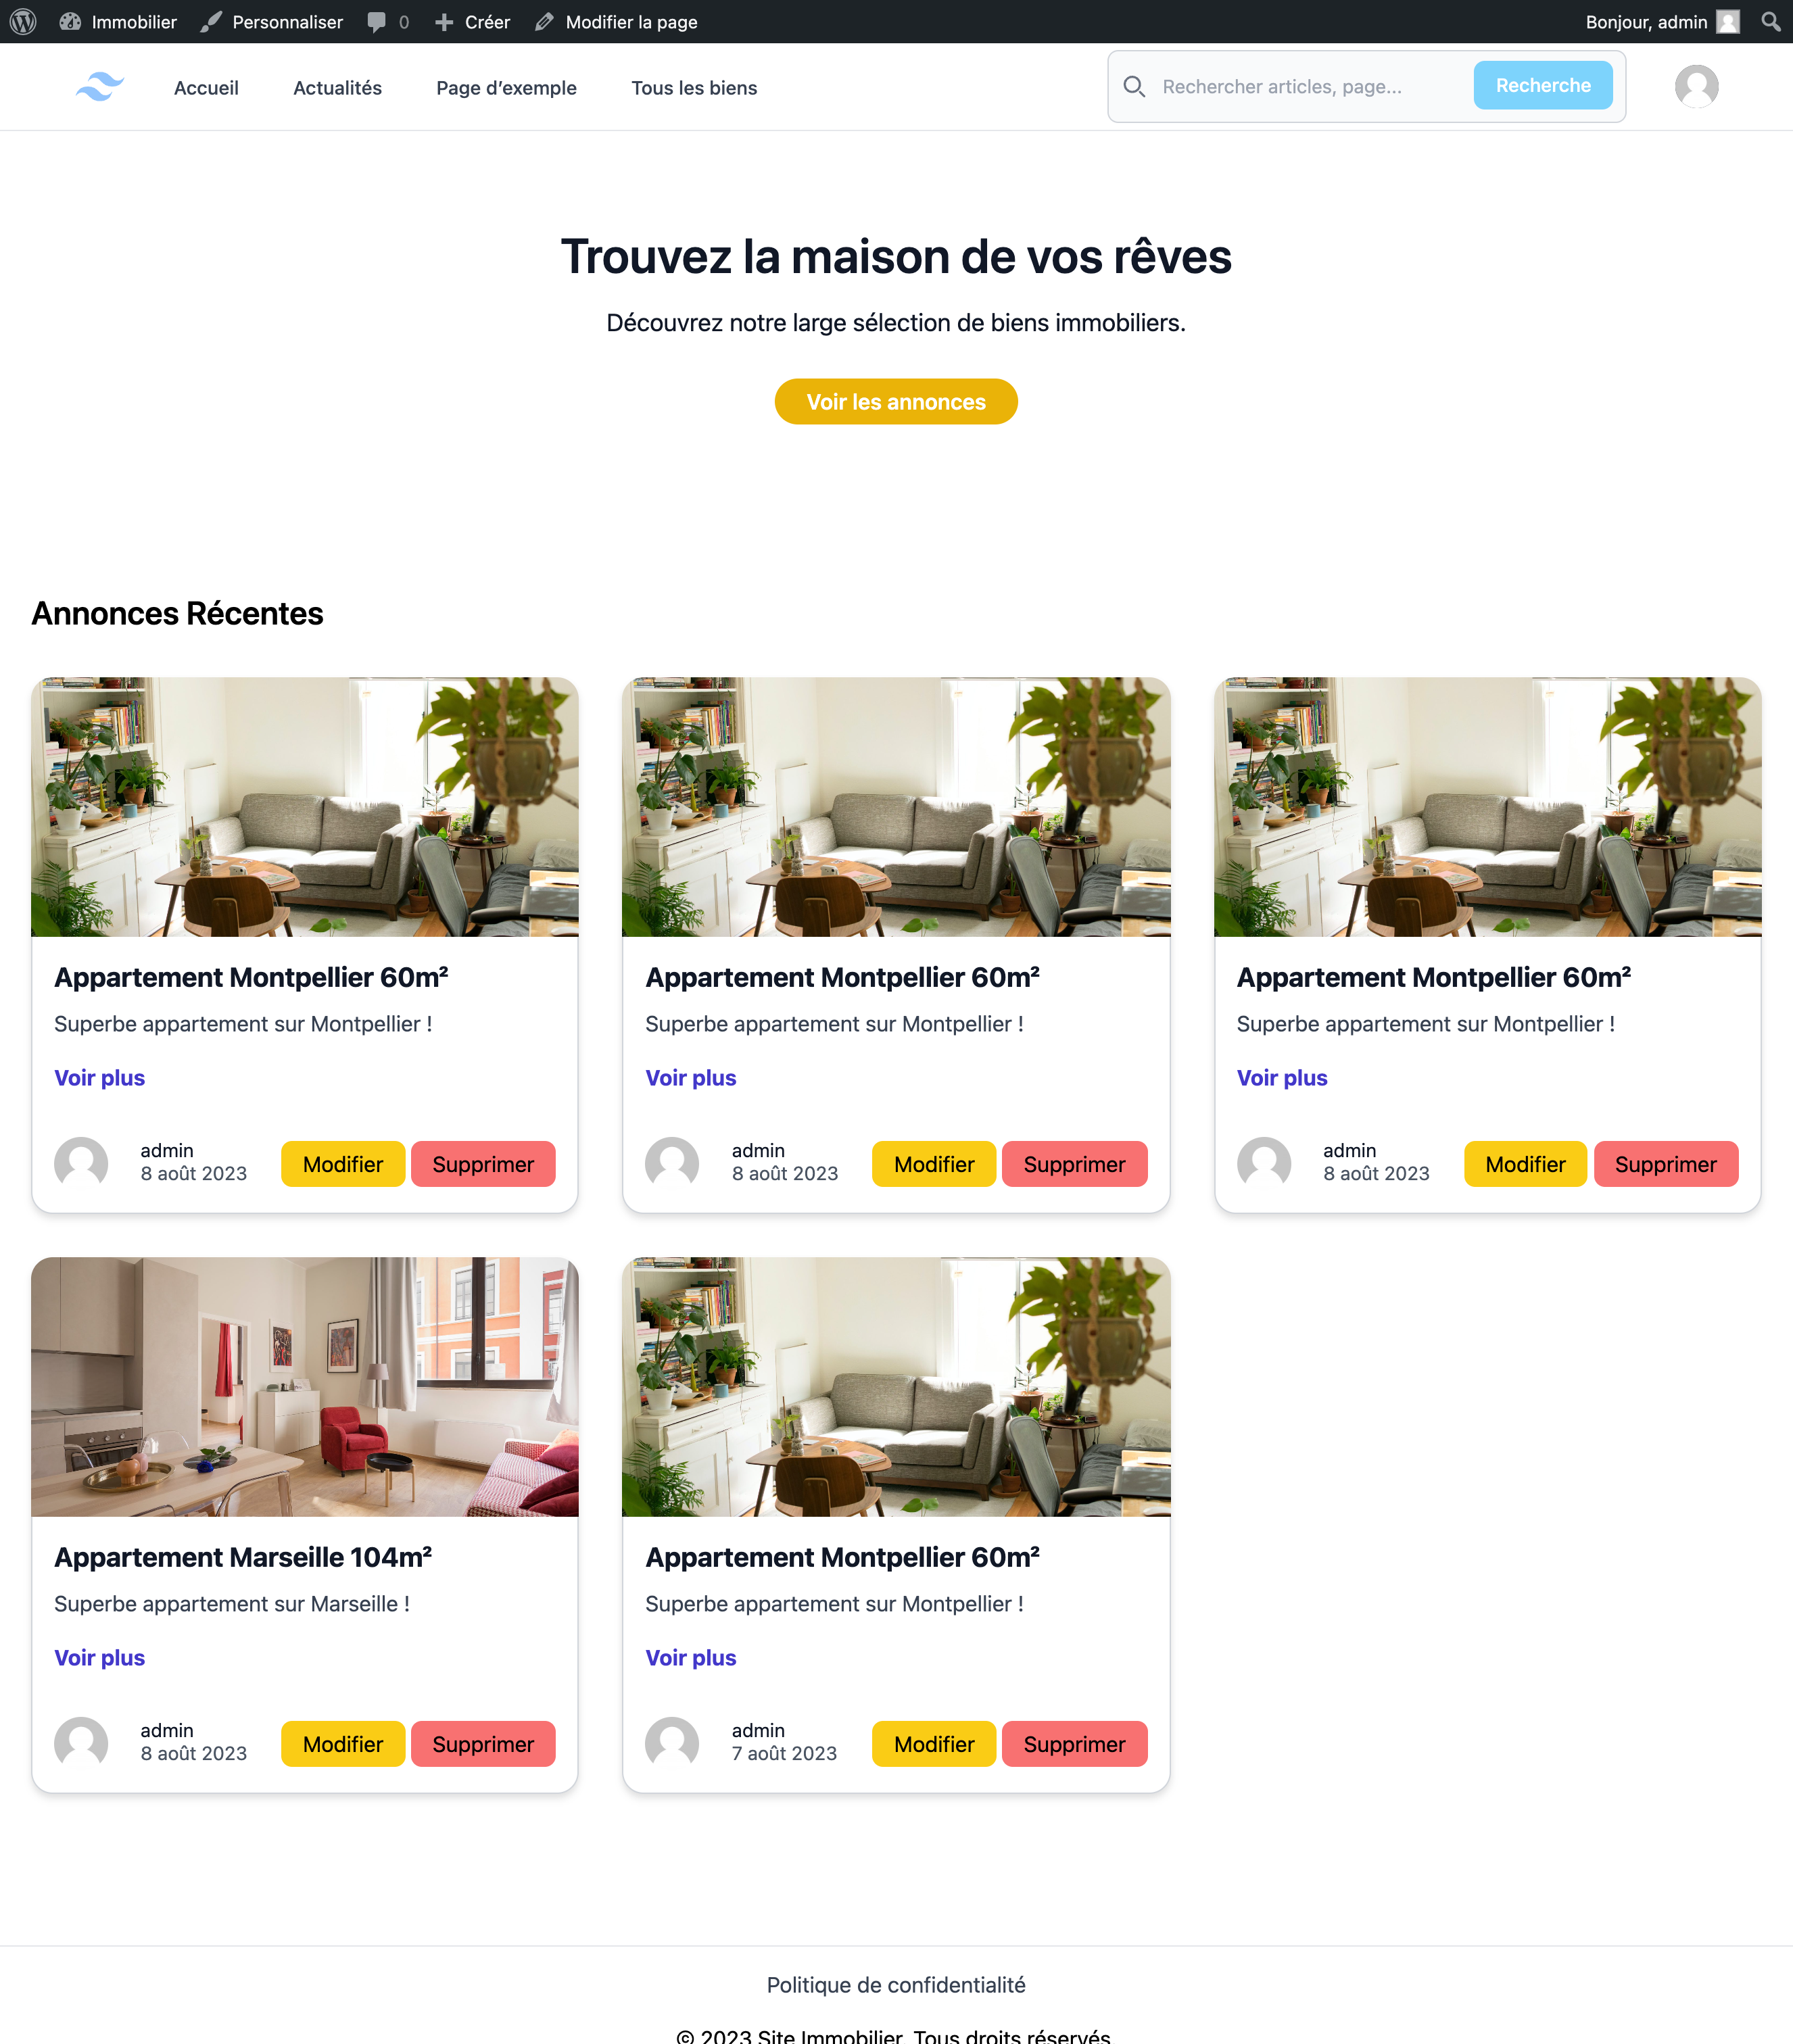 Immobilier Personnaliser 0 Créer Modifier la page Bonjour, admin
Accueil Actualités Page d’exemple Tous les biens Rechercher articles, page... Recherche
Trouvez la maison de vos rêves
Découvrez notre large sélection de biens immobiliers.
Voir les annonces
Annonces Récentes
Appartement Montpellier 60m²
Superbe appartement sur Montpellier !
Voir plus
admin
8 août 2023
Modifier Supprimer
Appartement Montpellier 60m²
Superbe appartement sur Montpellier !
Voir plus
admin
8 août 2023
Modifier Supprimer
Appartement Montpellier 60m²
Superbe appartement sur Montpellier !
Voir plus
admin
8 août 2023
Modifier Supprimer
Appartement Marseille 104m²
Superbe appartement sur Marseille !
Voir plus
admin
8 août 2023
Modifier Supprimer
Appartement Montpellier 60m²
Superbe appartement sur Montpellier !
Voir plus
admin
7 août 2023
Modifier Supprimer
Politique de confidentialité
© 2023 Site Immobilier. Tous droits réservés.